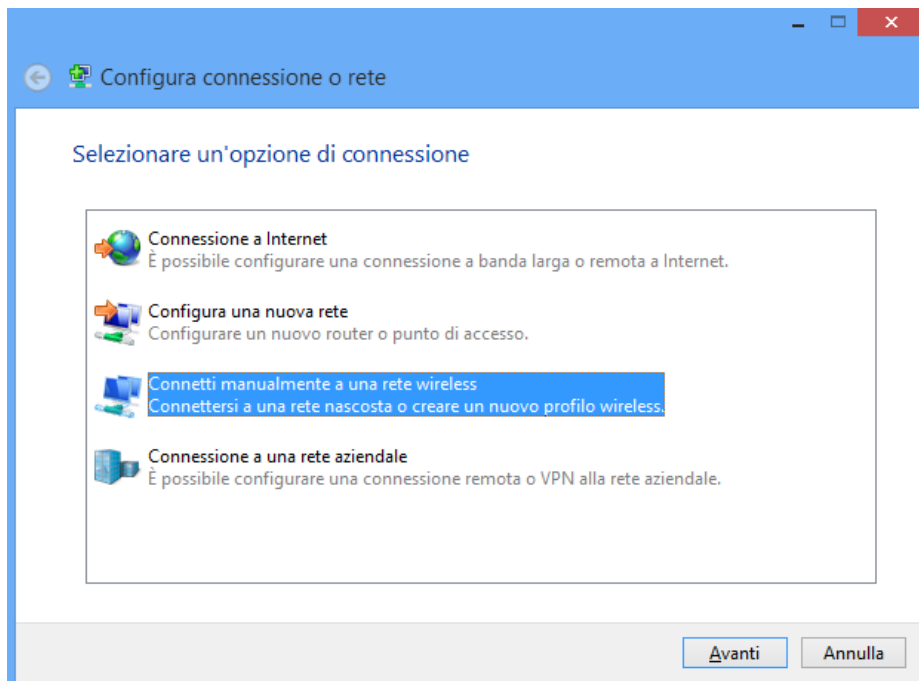 Configura connessione o rete
Selezionare un'opzione di connessione
Connessione a Internet
È possibile configurare una connessione a banda larga o remota a Internet.
Configura una nuova rete
Configurare un nuovo router o punto di accesso.
Connetti manualmente a una rete wireless
Connettersi a una rete nascosta o creare un nuovo profilo wireless.
Connessione a una rete aziendale
È possibile configurare una connessione remota o VPN alla rete aziendale.
Avanti
Annulla